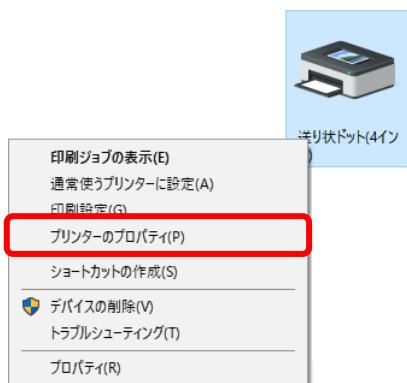 送り状ドット(4イン
)
印刷ジョブの表示(E)
通常使うプリンターに設定(A)
印刷設定(G)
プリンターのプロパティ(P)
ショートカットの作成(S)
デバイスの削除(V)
トラブルシューティング(T)
プロパティ(R)